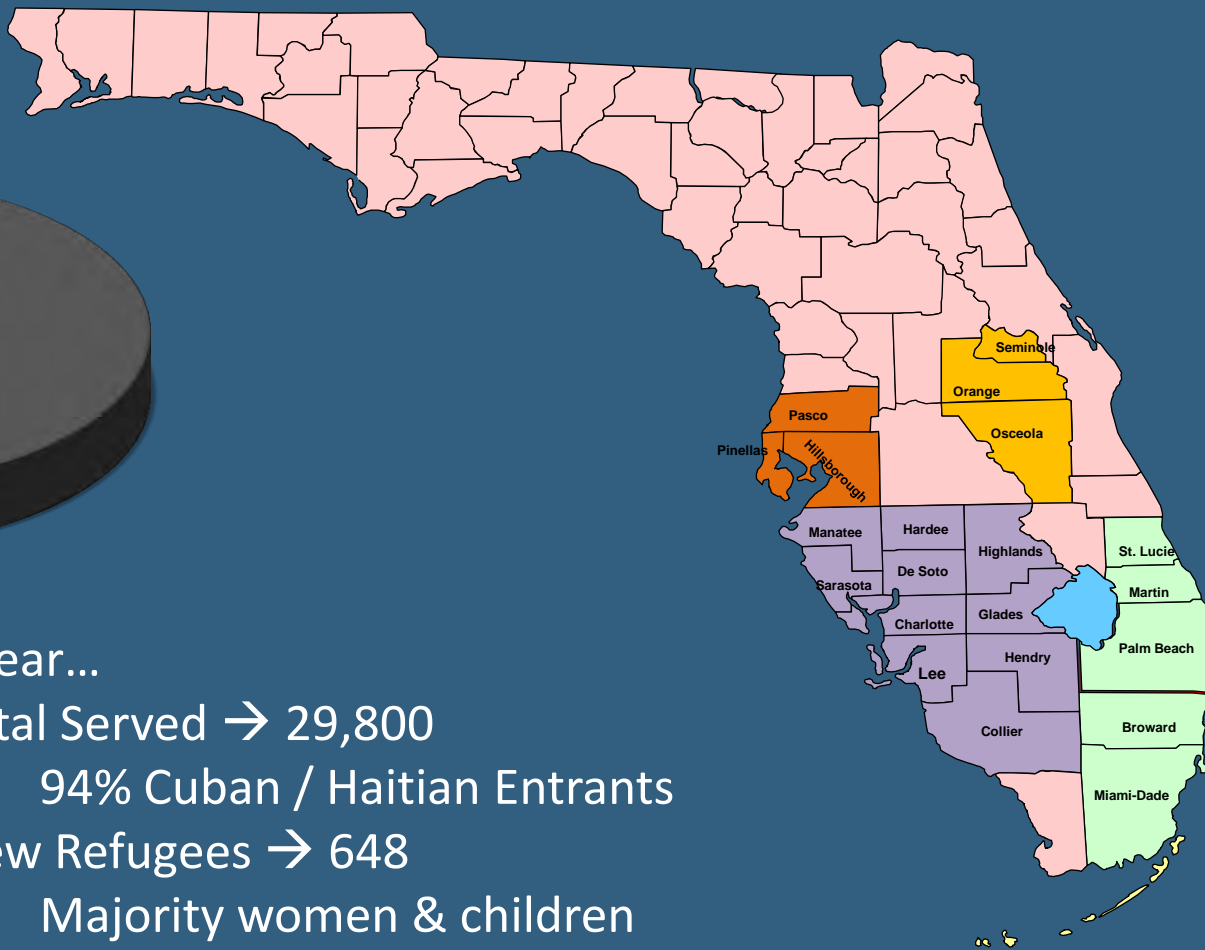 Seminole
Orange
Osceola
Pasco
Pinellas
Hillsborough
Manatee
Hardee
Highlands
St. Lucie
Sarasota
De Soto
Martin
Charlotte
Glades
Palm Beach
Lee
Hendry
Collier
Broward
Miami-Dade
ear…
tal Served → 29,800
94% Cuban / Haitian Entrants
ew Refugees → 648
Majority women & children